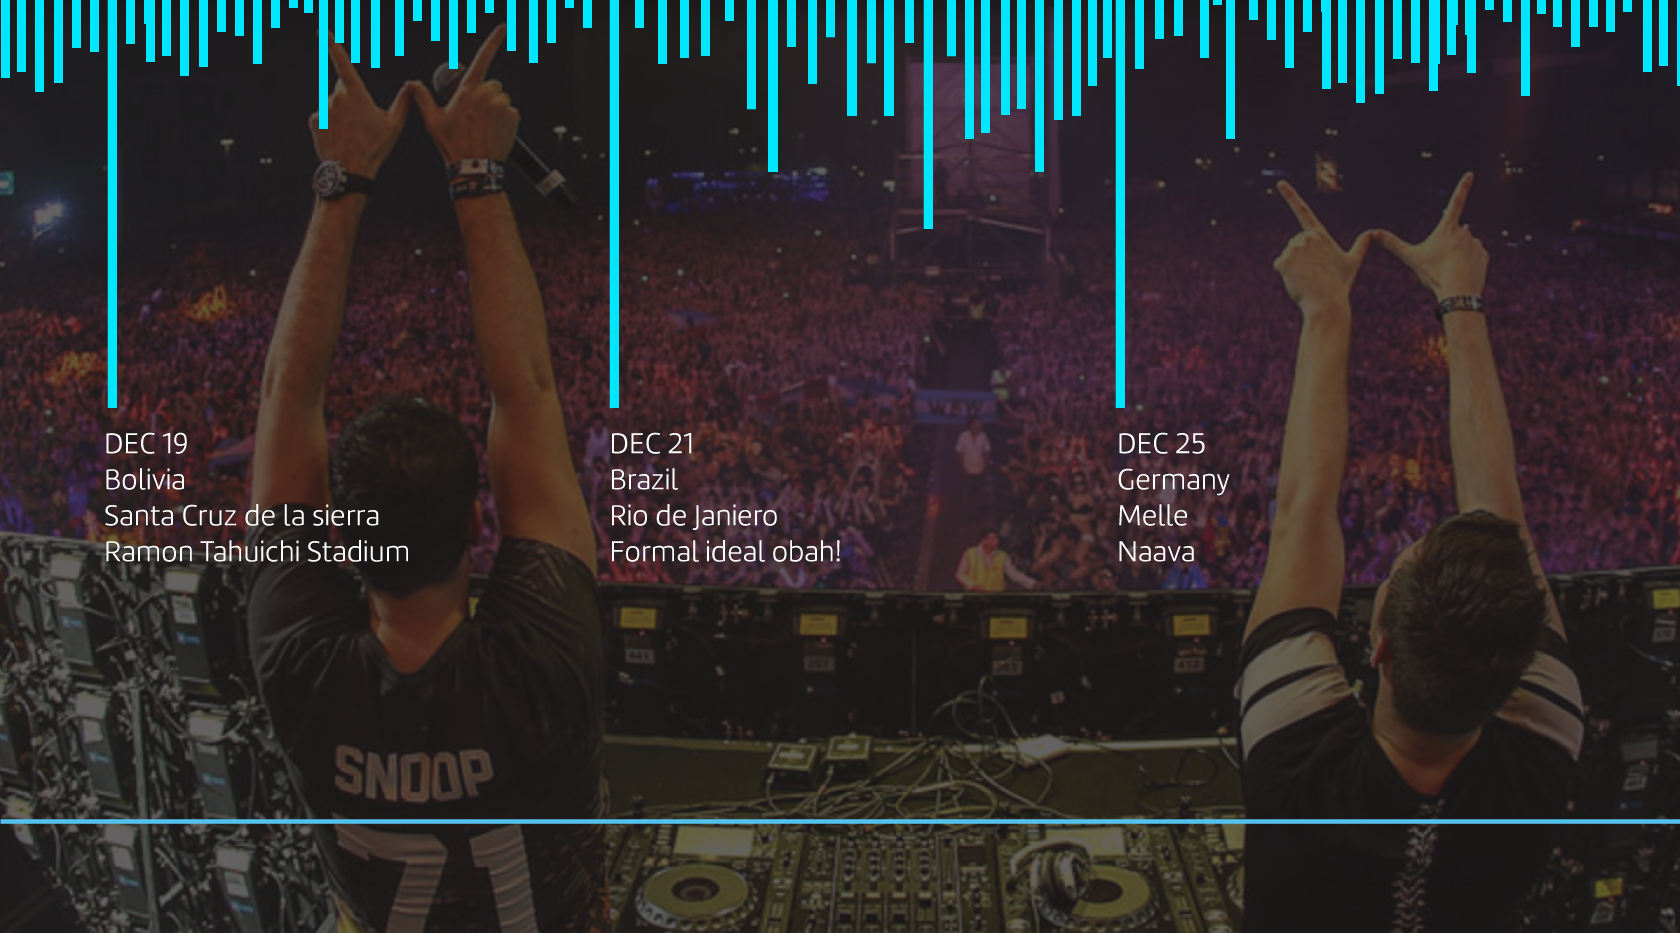 DEC 19
Bolivia
Santa Cruz de la sierra
Ramon Tahuichi Stadium
DEC 21
Brazil
Rio de Janiero
Formal ideal obah!
DEC 25
Germany
Melle
Naava
SNOOP
71